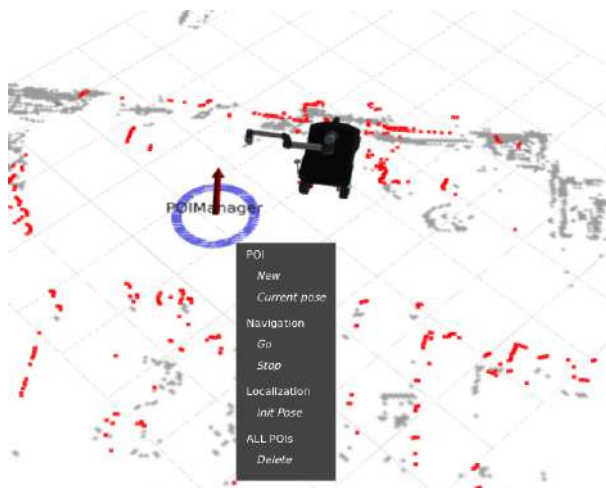 POIManager
POI
New
Current pose
Navigation
Go
Stop
Localization
Init Pose
ALL POIs
Delete